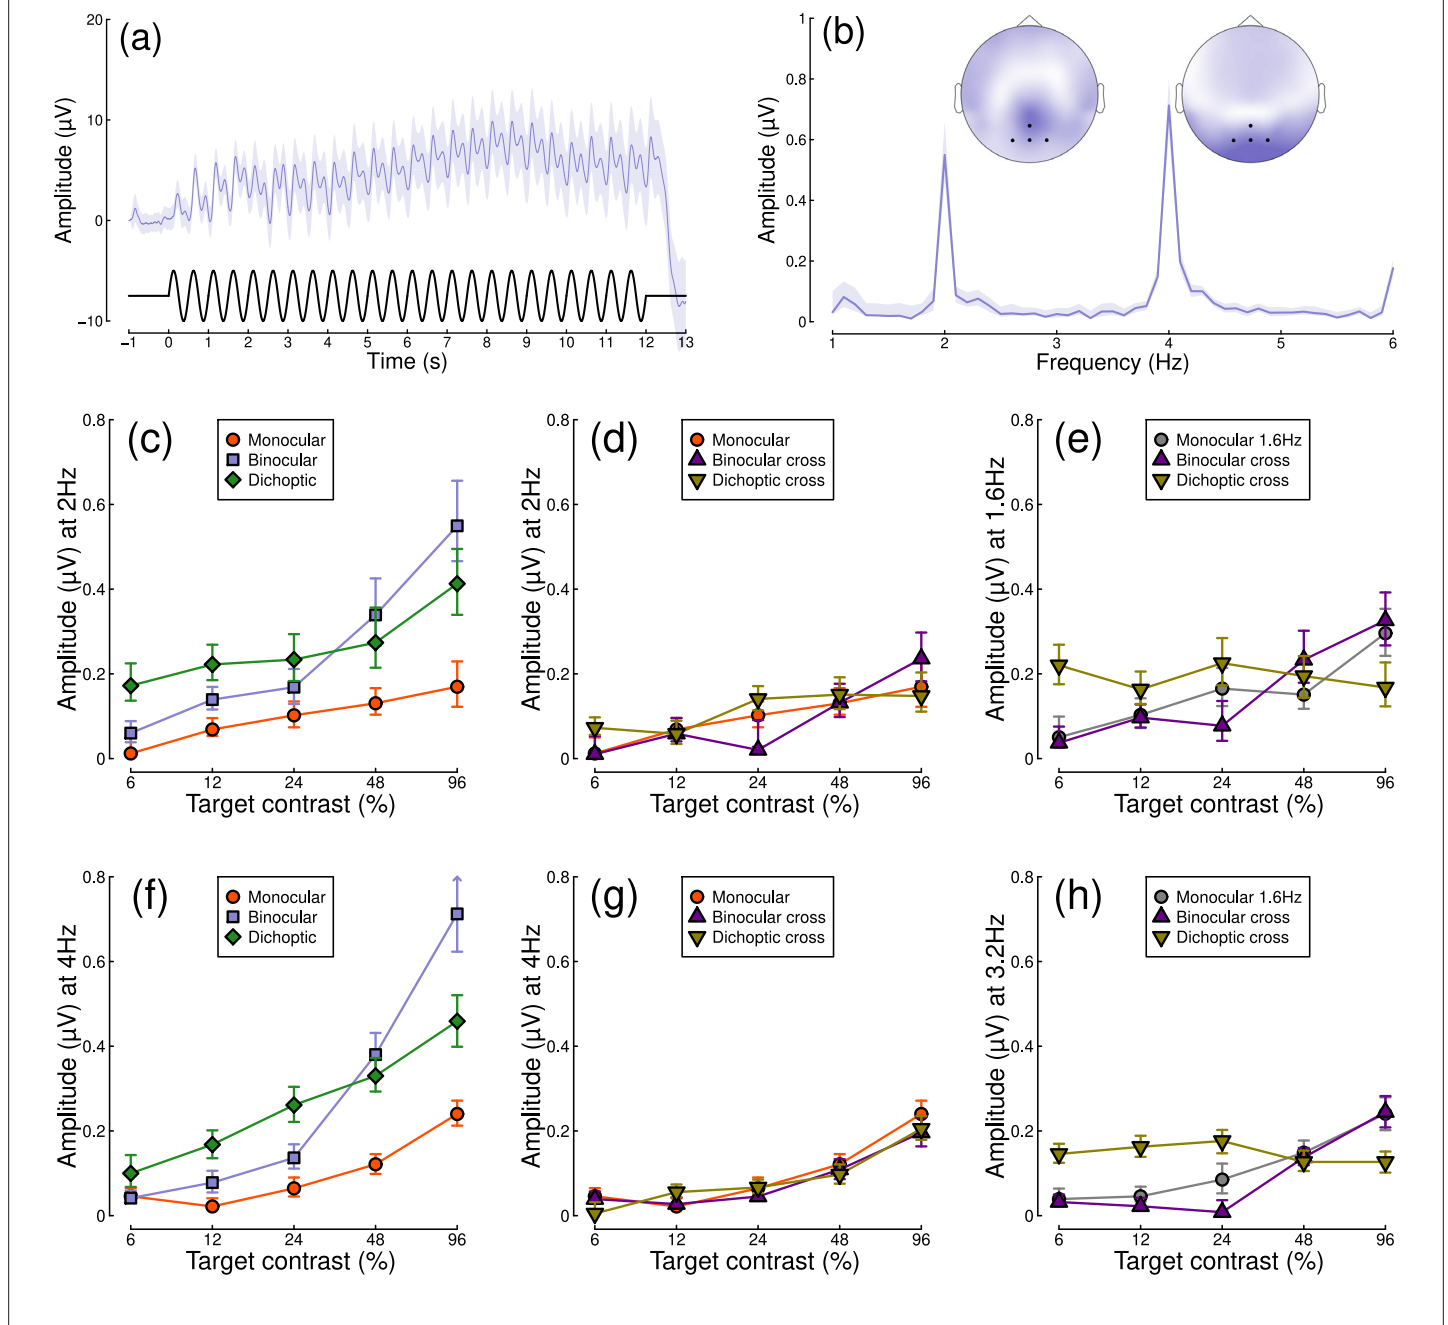 (a)
Amplitude (µV)
20
10
0
−10
−1 0 1 2 3 4 5 6 7 8 9 10 11 12 13
Time (s)
(b)
Amplitude (µV)
1
0.8
0.6
0.4
0.2
0
1 2 3 4 5 6
Frequency (Hz)
(c)
Monocular
Binocular
Dichoptic
Amplitude (µV) at 2Hz
0.8
0.6
0.4
0.2
0
6 12 24 48 96
Target contrast (%)
(d)
Monocular
Binocular cross
Dichoptic cross
Amplitude (µV) at 2Hz
0.8
0.6
0.4
0.2
0
6 12 24 48 96
Target contrast (%)
(e)
Monocular 1.6Hz
Binocular cross
Dichoptic cross
Amplitude (µV) at 1.6Hz
0.8
0.6
0.4
0.2
0
6 12 24 48 96
Target contrast (%)
(f)
Monocular
Binocular
Dichoptic
Amplitude (µV) at 4Hz
0.8
0.6
0.4
0.2
0
6 12 24 48 96
Target contrast (%)
(g)
Monocular
Binocular cross
Dichoptic cross
Amplitude (µV) at 4Hz
0.8
0.6
0.4
0.2
0
6 12 24 48 96
Target contrast (%)
(h)
Monocular 1.6Hz
Binocular cross
Dichoptic cross
Amplitude (µV) at 3.2Hz
0.8
0.6
0.4
0.2
0
6 12 24 48 96
Target contrast (%)